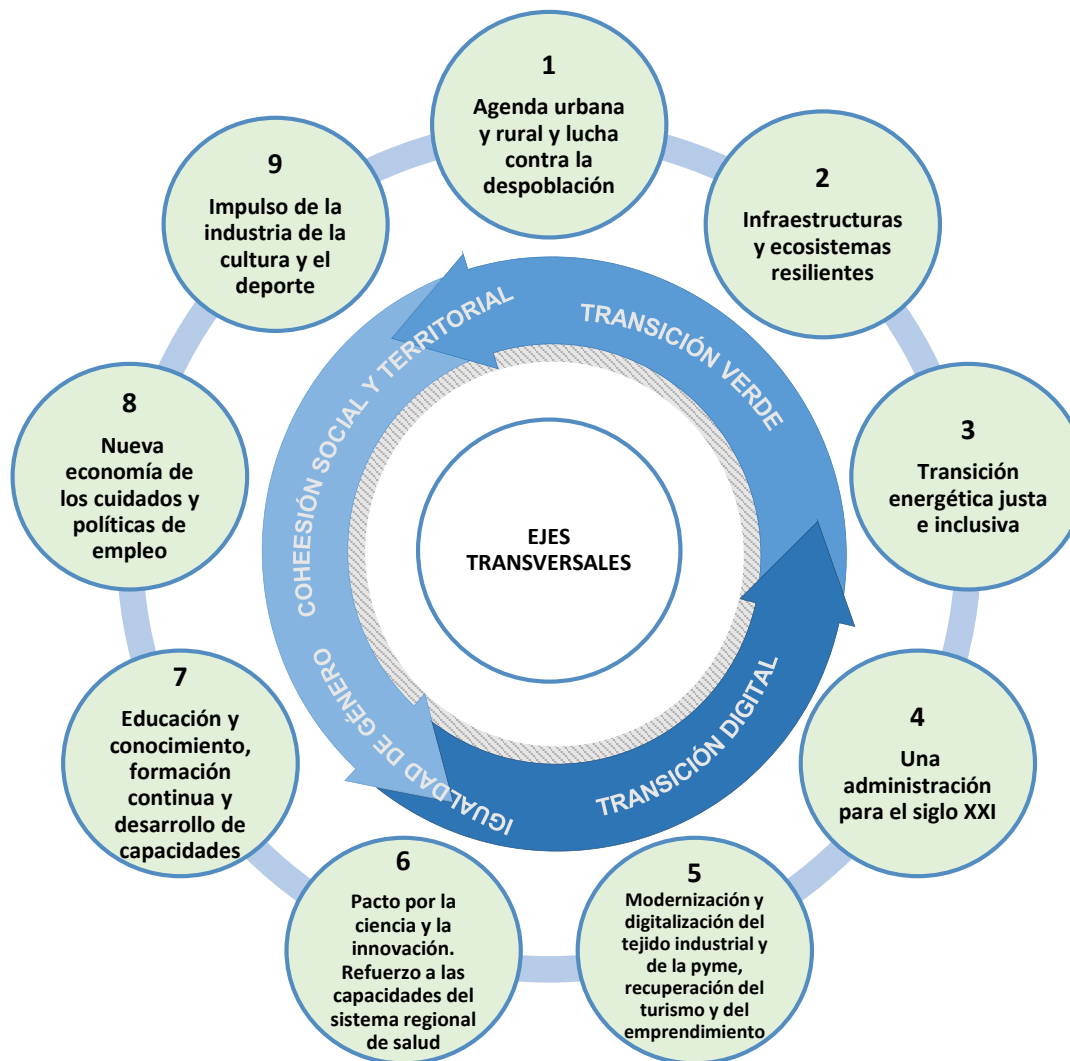 1
Agenda urbana
y rural y lucha
contra la
despoblación
2
Infraestructuras
y ecosistemas
resilientes
3
Transición
energética justa
e inclusiva
4
Una
administración
para el siglo XXI
5
Modernización y
digitalización del
tejido industrial y
de la pyme,
recuperación del
turismo y del
emprendimiento
6
Pacto por la
ciencia y la
innovación.
Refuerzo a las
capacidades del
sistema regional
de salud
7
Educación y
conocimiento,
formación
continua y
desarrollo de
capacidades
8
Nueva
economía de
los cuidados y
políticas de
empleo
9
Impulso de la
industria de la
cultura y el
deporte
TRANSICIÓN VERDE
TRANSICIÓN DIGITAL
IGUALDAD DE GÉNERO
COHEESIÓN SOCIAL Y TERRITORIAL
EJES
TRANSVERSALES